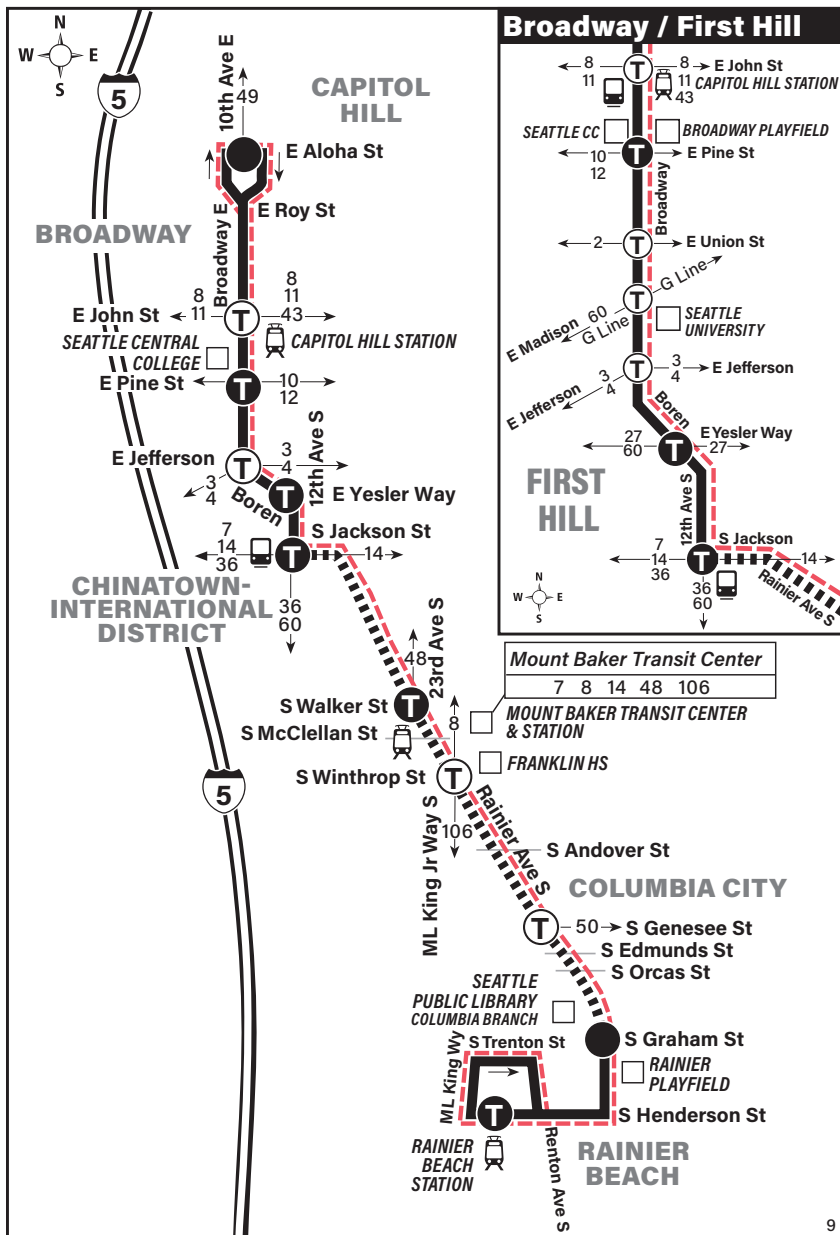 N
W E
S
5
10th Ave E
49
CAPITOL
HILL
E Aloha St
E Roy St
BROADWAY
Broadway E
8
11
E John St
8
11
43
T
SEATTLE CENTRAL
COLLEGE
CAPITOL HILL STATION
E Pine St
T
10
12
E Jefferson
T
3
4
3
4
Boren
12th Ave S
T
E Yesler Way
S Jackson St
7
14
36
T
14
CHINATOWN-
INTERNATIONAL
DISTRICT
36
60
48
23rd Ave S
S Walker St
T
S McClellan St
8
Mount Baker Transit Center
7 8 14 48 106
MOUNT BAKER TRANSIT CENTER
& STATION
S Winthrop St
T
FRANKLIN HS
5
ML King Jr Way S
106
Rainier Ave S
S Andover St
COLUMBIA CITY
T
50
S Genesee St
S Edmunds St
S Orcas St
SEATTLE
PUBLIC LIBRARY
COLUMBIA BRANCH
S Graham St
S Trenton St
ML King Wy
RAINIER
PLAYFIELD
T
S Henderson St
RAINIER
BEACH
STATION
Renton Ave S
RAINIER
BEACH
Broadway / First Hill
8
11
T
8
11
43
E John St
CAPITOL HILL STATION
SEATTLE CC
BROADWAY PLAYFIELD
10
12
T
E Pine St
Broadway
2
T
E Union St
G Line
T
60
G Line
E Madison
SEATTLE
UNIVERSITY
T
3
4
E Jefferson
3
4
E Jefferson
Boren
27
60
T
E Yesler Way
27
FIRST
HILL
12th Ave S
S Jackson
7
14
36
T
14
Rainier Ave S
36
60
N
W E
S
9